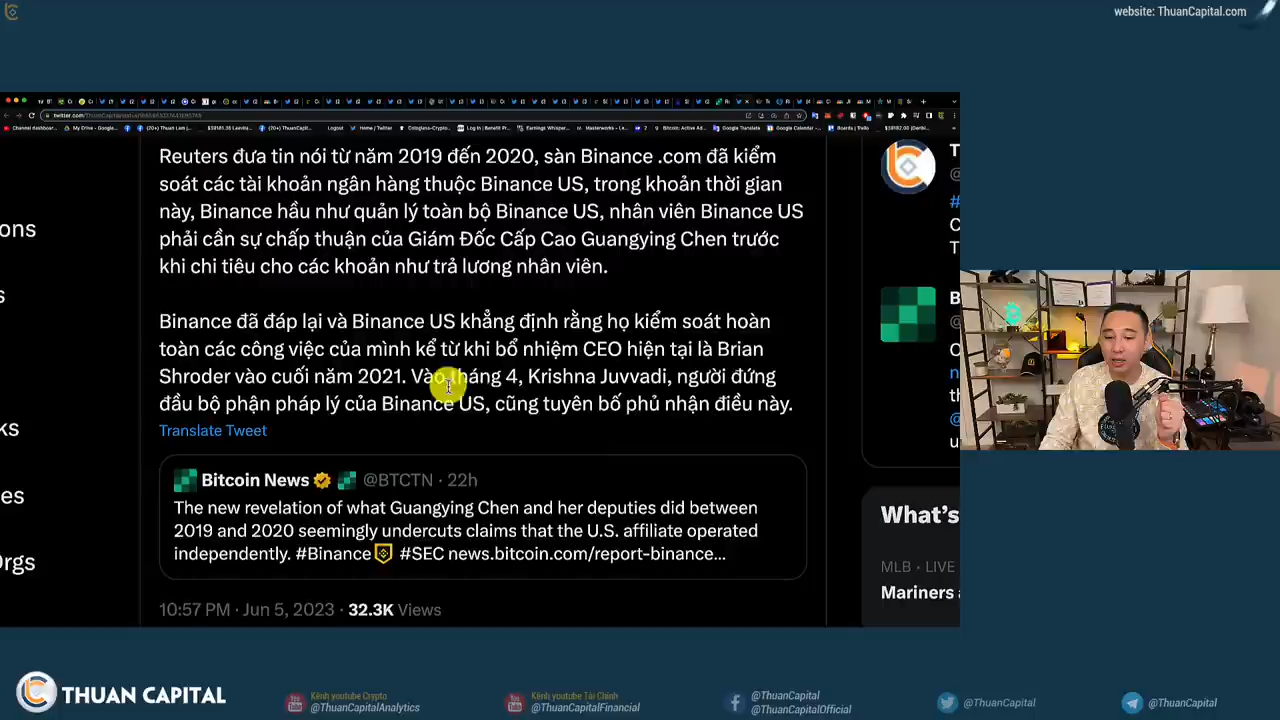 website: ThuanCapital.com
Reuters đưa tin nói từ năm 2019 đến 2020, sàn Binance .com đã kiểm
soát các tài khoản ngân hàng thuộc Binance US, trong khoản thời gian
này, Binance hầu như quản lý toàn bộ Binance US, nhân viên Binance US
phải cần sự chấp thuận của Giám Đốc Cấp Cao Guangying Chen trước
khi chi tiêu cho các khoản như trả lương nhân viên.
Binance đã đáp lại và Binance US khẳng định rằng họ kiểm soát hoàn
toàn các công việc của mình kể từ khi bổ nhiệm CEO hiện tại là Brian
Shroder vào cuối năm 2021. Vào tháng 4, Krishna Juvvadi, người đứng
đầu bộ phận pháp lý của Binance US, cũng tuyên bố phủ nhận điều này.
Translate Tweet
Bitcoin News @BTCTN · 22h
The new revelation of what Guangying Chen and her deputies did between
2019 and 2020 seemingly undercuts claims that the U.S. affiliate operated
independently. #Binance #SEC news.bitcoin.com/report-binance...
10:57 PM · Jun 5, 2023 · 32.3K Views
ons
s
ks
es
Orgs
What's
MLB · LIVE
Mariners
THUAN CAPITAL
Kênh youtube Crypto
@ThuanCapitalAnalytics
Kênh youtube Tài Chính
@ThuanCapitalFinancial
@ThuanCapital
@ThuanCapitalOfficial
@ThuanCapital
@ThuanCapital